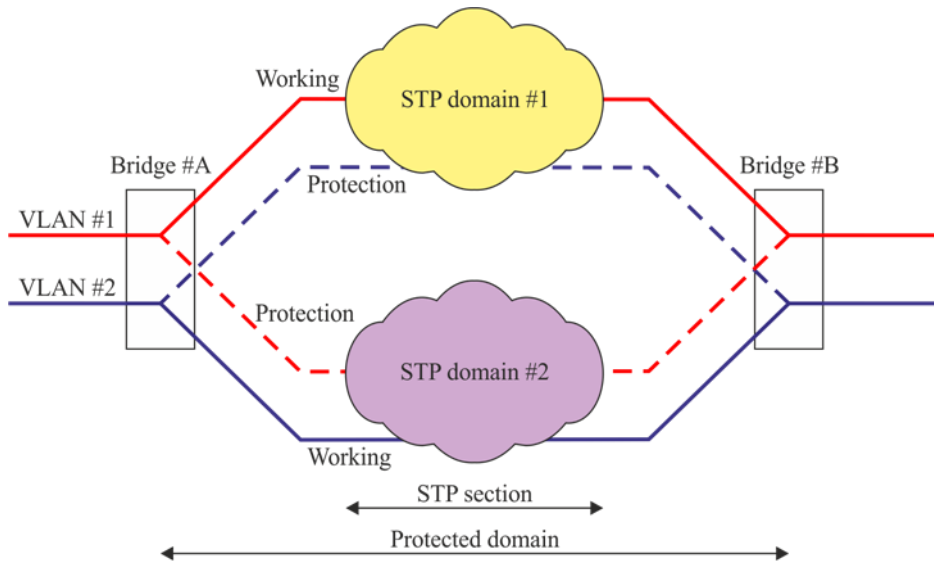 Working
STP domain #1
Bridge #A
Bridge #B
Protection
VLAN #1
VLAN #2
Protection
STP domain #2
Working
STP section
Protected domain